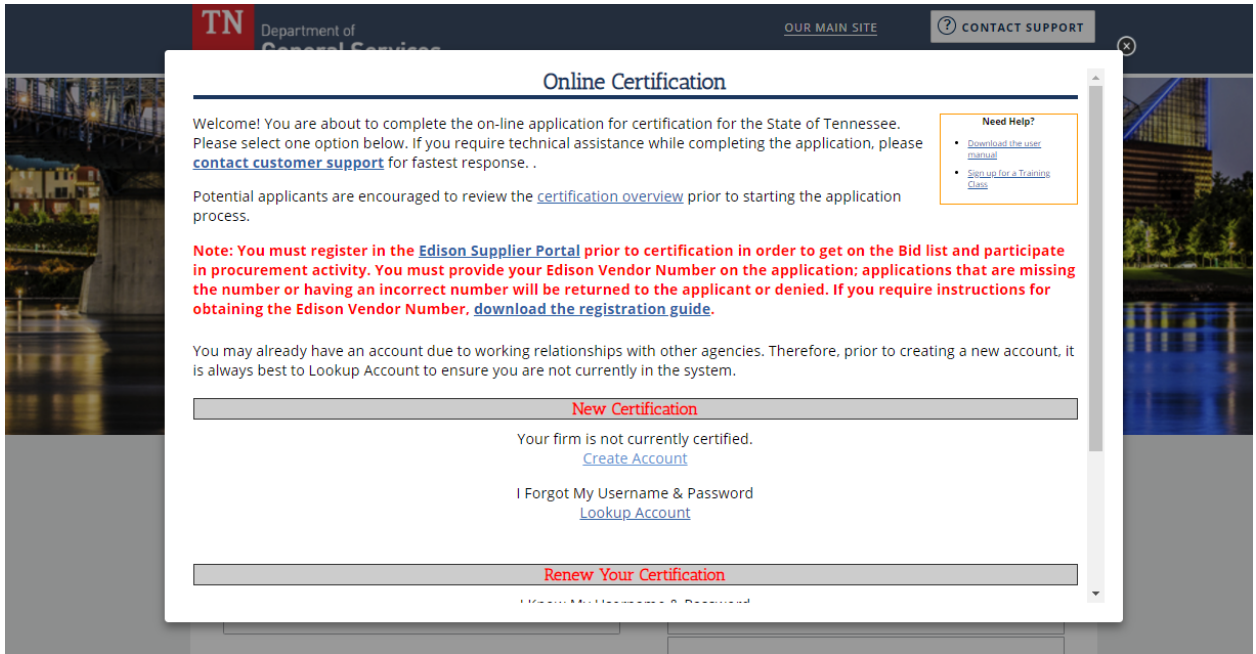 TN
Department of
General Services
OUR MAIN SITE
? CONTACT SUPPORT
Online Certification
Welcome! You are about to complete the on-line application for certification for the State of Tennessee.
Please select one option below. If you require technical assistance while completing the application, please
contact customer support for fastest response. .
Need Help?
Download the user
manual
Sign up for a Training
Class
Potential applicants are encouraged to review the certification overview prior to starting the application
process.
Note: You must register in the Edison Supplier Portal prior to certification in order to get on the Bid list and participate
in procurement activity. You must provide your Edison Vendor Number on the application; applications that are missing
the number or having an incorrect number will be returned to the applicant or denied. If you require instructions for
obtaining the Edison Vendor Number, download the registration guide.
You may already have an account due to working relationships with other agencies. Therefore, prior to creating a new account, it
is always best to Lookup Account to ensure you are not currently in the system.
New Certification
Your firm is not currently certified.
Create Account
I Forgot My Username & Password
Lookup Account
Renew Your Certification
I Know My Username & Password